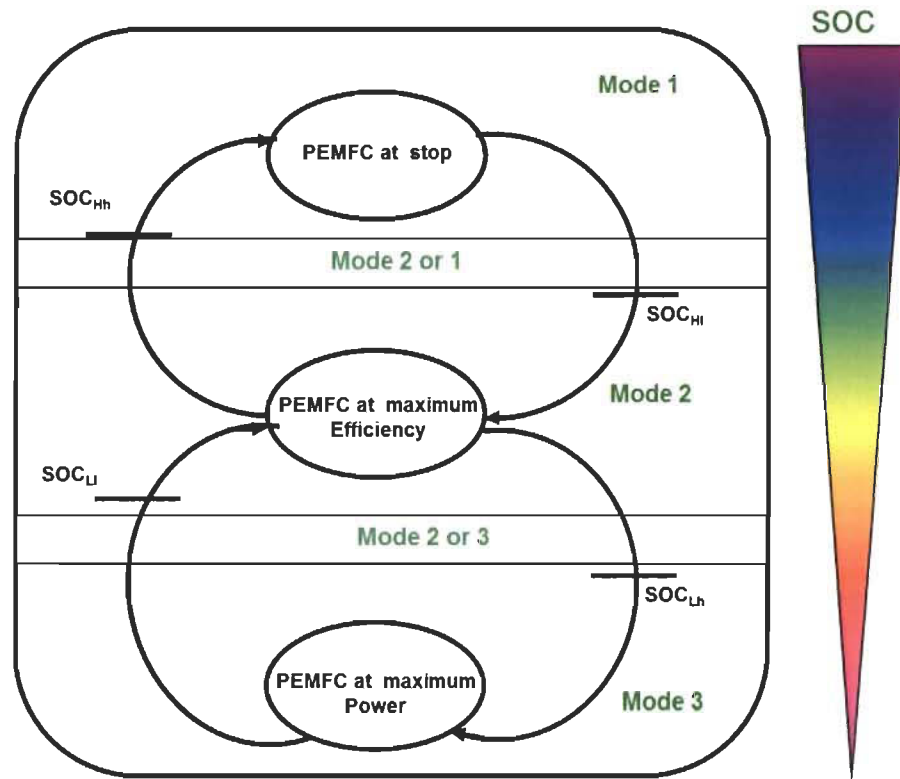 SOC
Mode 1
PEMFC at stop
SOCHh
Mode 2 or 1
SOCHl
Mode 2
PEMFC at maximum
Efficiency
SOCLl
Mode 2 or 3
SOCLh
PEMFC at maximum
Power
Mode 3